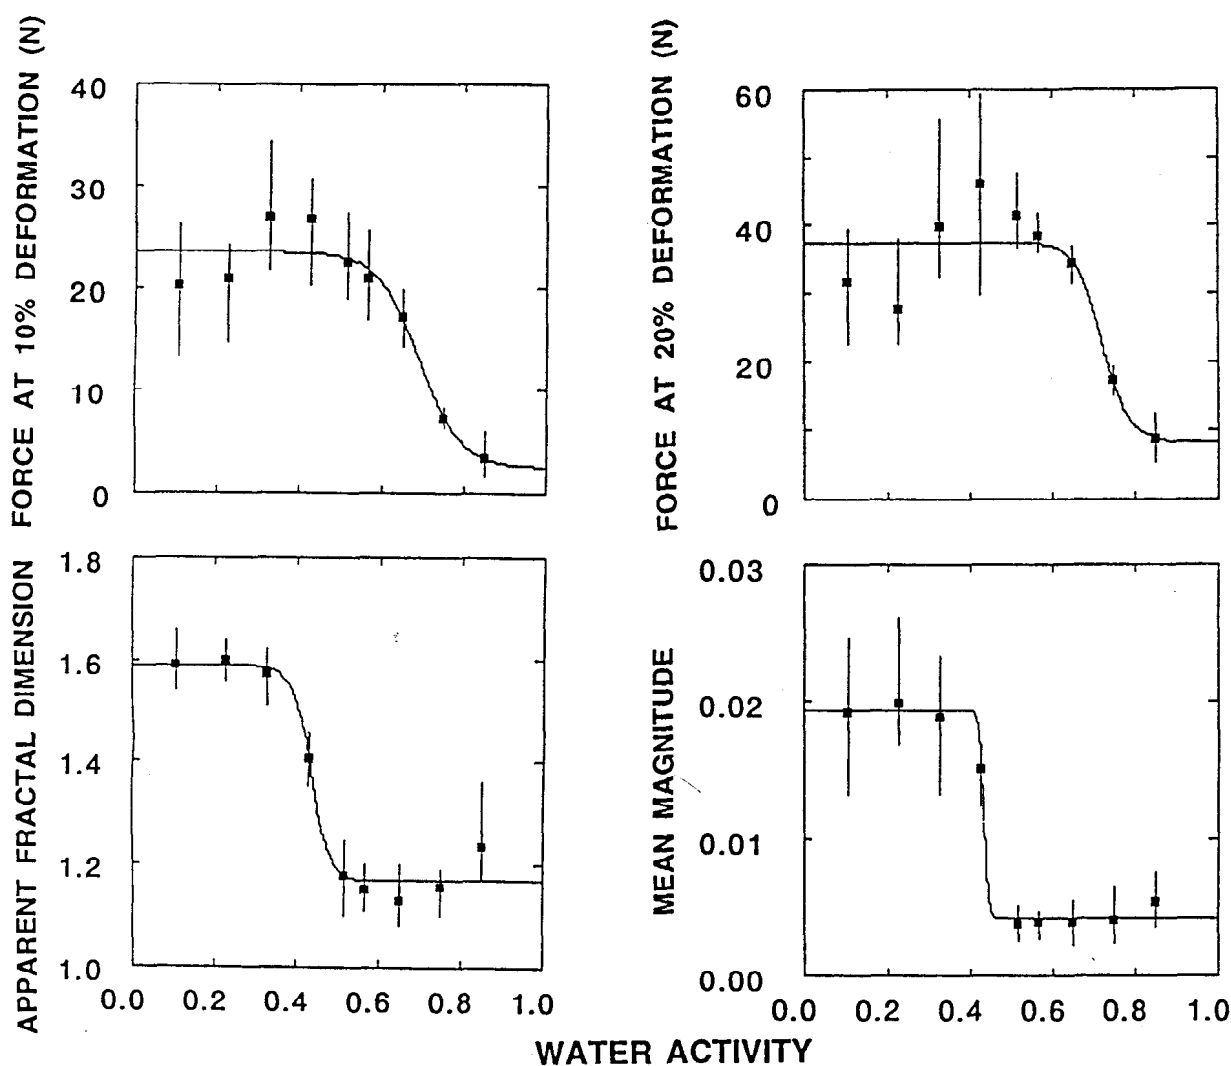 FORCE AT 10% DEFORMATION (N)
40
30
20
10
0
FORCE AT 20% DEFORMATION (N)
60
40
20
0
APPARENT FRACTAL DIMENSION
1.8
1.6
1.4
1.2
1.0
0.0 0.2 0.4 0.6 0.8 1.0
MEAN MAGNITUDE
0.03
0.02
0.01
0.00
0.0 0.2 0.4 0.6 0.8 1.0
WATER ACTIVITY